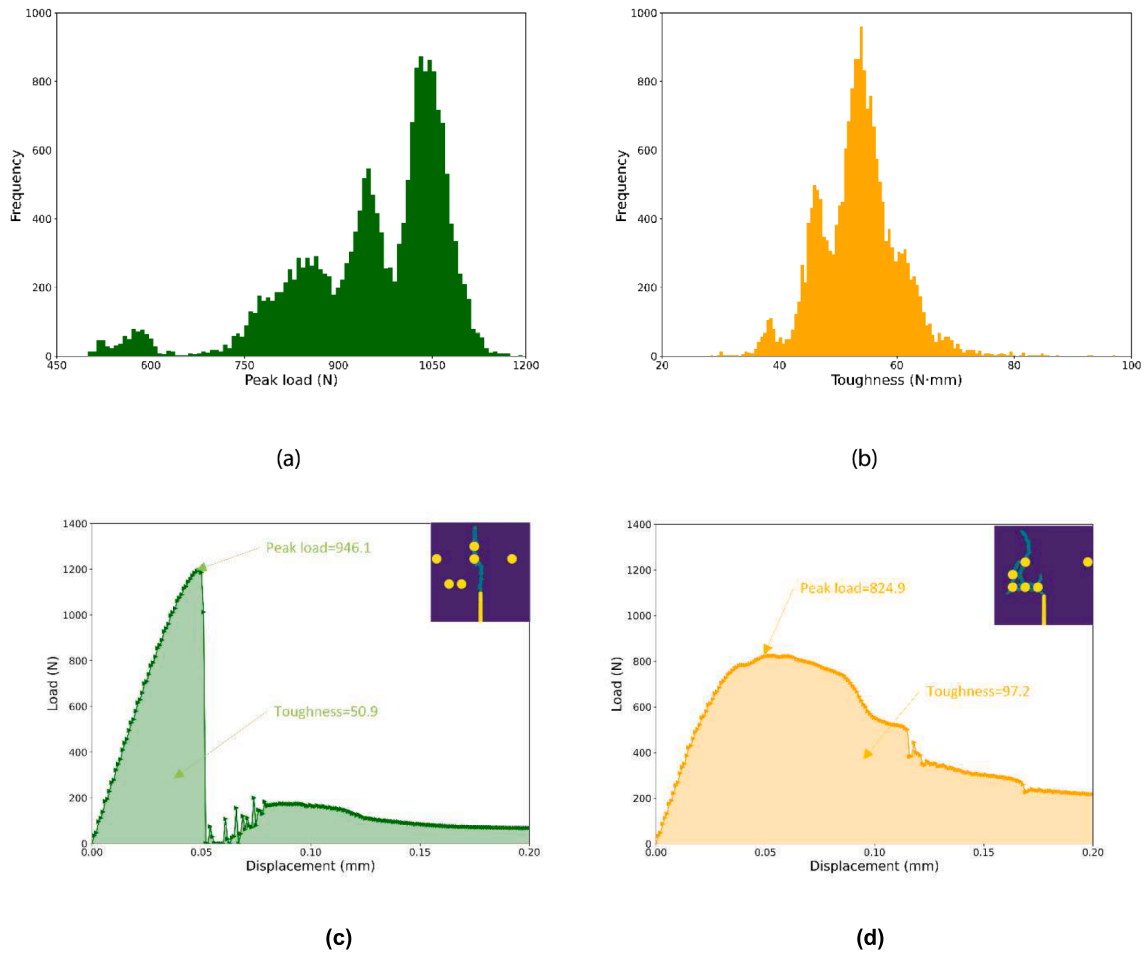 1000
800
600
400
200
0
Frequency
450 600 750 900 1050 1200
Peak load (N)
(a)
1000
800
600
400
200
0
Frequency
20 40 60 80 100
Toughness (N·mm)
(b)
1400
1200
1000
800
600
400
200
0
Load (N)
Peak load=946.1
Toughness=50.9
0.00 0.05 0.10 0.15 0.20
Displacement (mm)
(c)
1400
1200
1000
800
600
400
200
0
Load (N)
Peak load=824.9
Toughness=97.2
0.00 0.05 0.10 0.15 0.20
Displacement (mm)
(d)